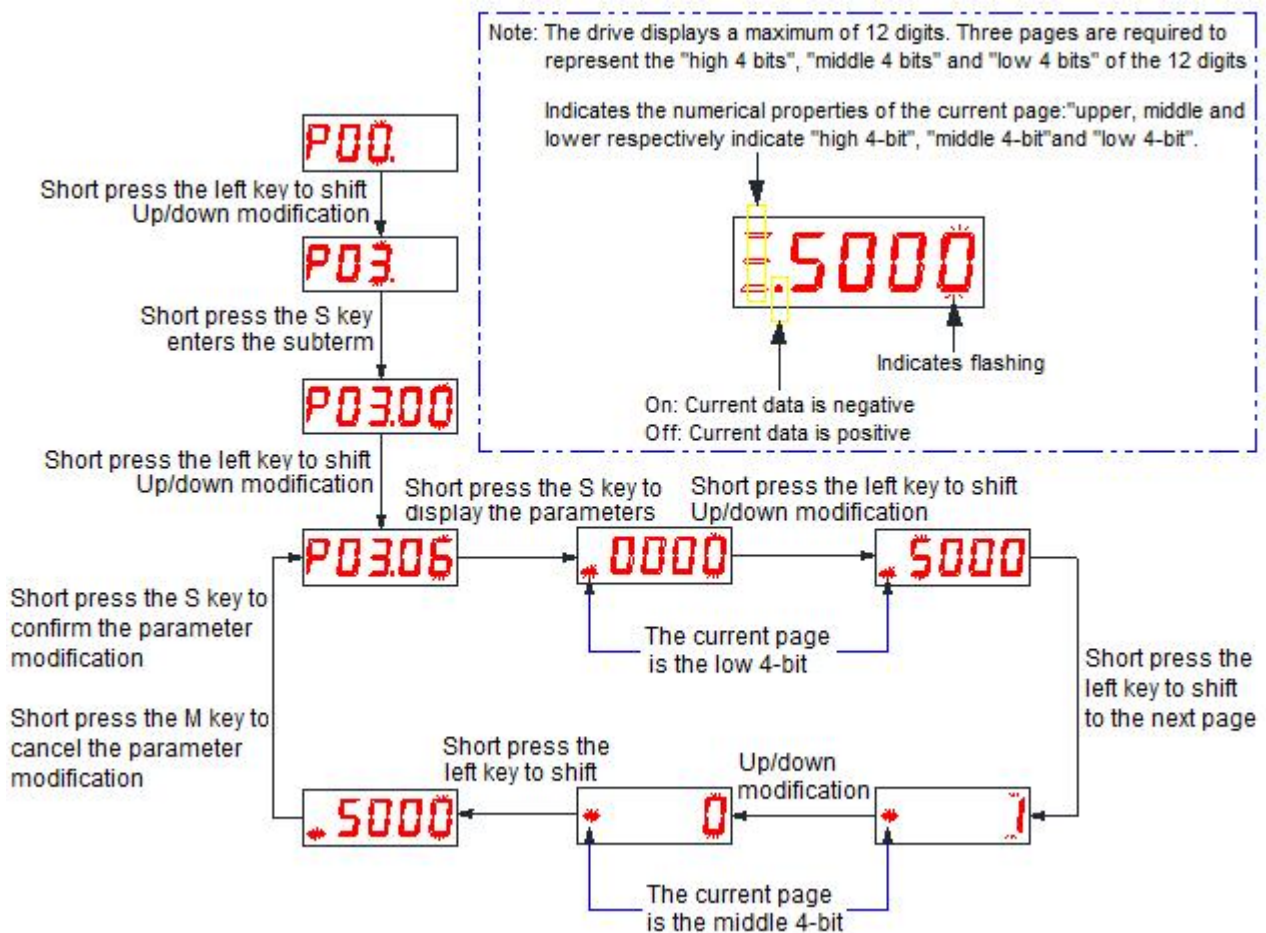 Note: The drive displays a maximum of 12 digits. Three pages are required to
represent the "high 4 bits", "middle 4 bits" and "low 4 bits" of the 12 digits
Indicates the numerical properties of the current page:"upper, middle and
lower respectively indicate "high 4-bit", "middle 4-bit"and "low 4-bit".
.5000
Indicates flashing
On: Current data is negative
Off: Current data is positive
P00.
Short press the left key to shift
Up/down modification
P03.
Short press the S key
enters the subterm
P03.00
Short press the left key to shift
Up/down modification
P03.06
Short press the S key to
display the parameters
0000
Short press the left key to shift
Up/down modification
5000
The current page
is the low 4-bit
Short press the
left key to shift
to the next page
1
Up/down
modification
0
The current page
is the middle 4-bit
Short press the
left key to shift
5000
Short press the S key to
confirm the parameter
modification
Short press the M key to
cancel the parameter
modification